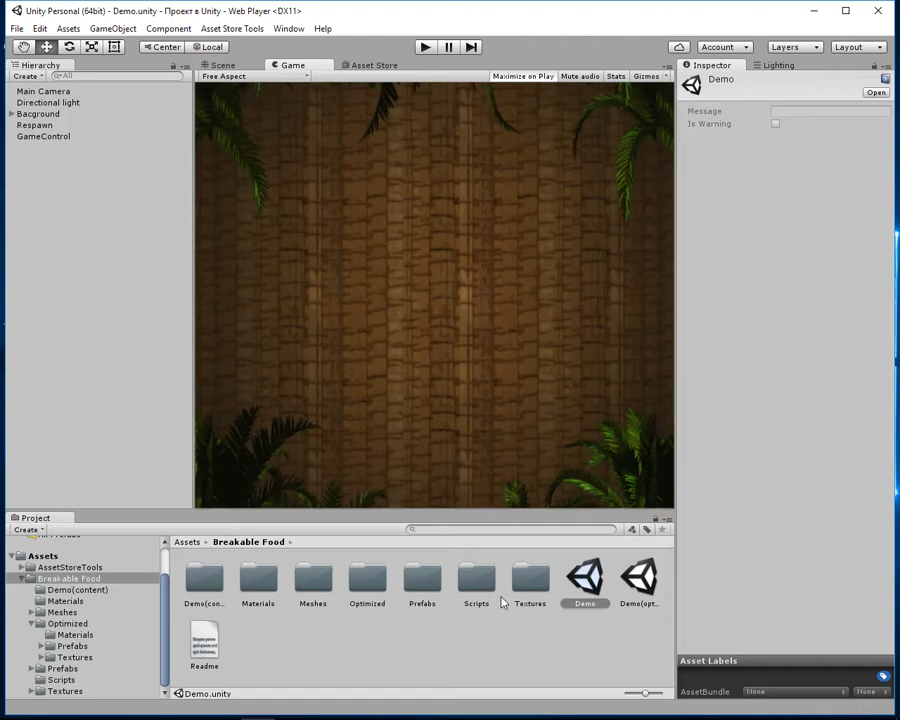 Unity Personal (64bit) - Demo.unity - Проект в Unity - Web Player <DX11>
File Edit Assets GameObject Component Asset Store Tools Window Help
Center Local Account Layers Layout
Hierarchy
Create All
Main Camera
Directional light
Bacground
Respawn
GameControl
Scene Game Asset Store
Free Aspect Maximize on Play Mute audio Stats Gizmos
Inspector Lighting
Demo
Open
Message
Is Warning
Project
Create
Assets
AssetStoreTools
Breakable Food
Demo(content)
Materials
Meshes
Optimized
Materials
Prefabs
Textures
Prefabs
Scripts
Textures
Assets Breakable Food
Demo(con... Materials Meshes Optimized Prefabs Scripts Textures Demo Demo(opt...
Readme
Demo.unity
Asset Labels
AssetBundle None None